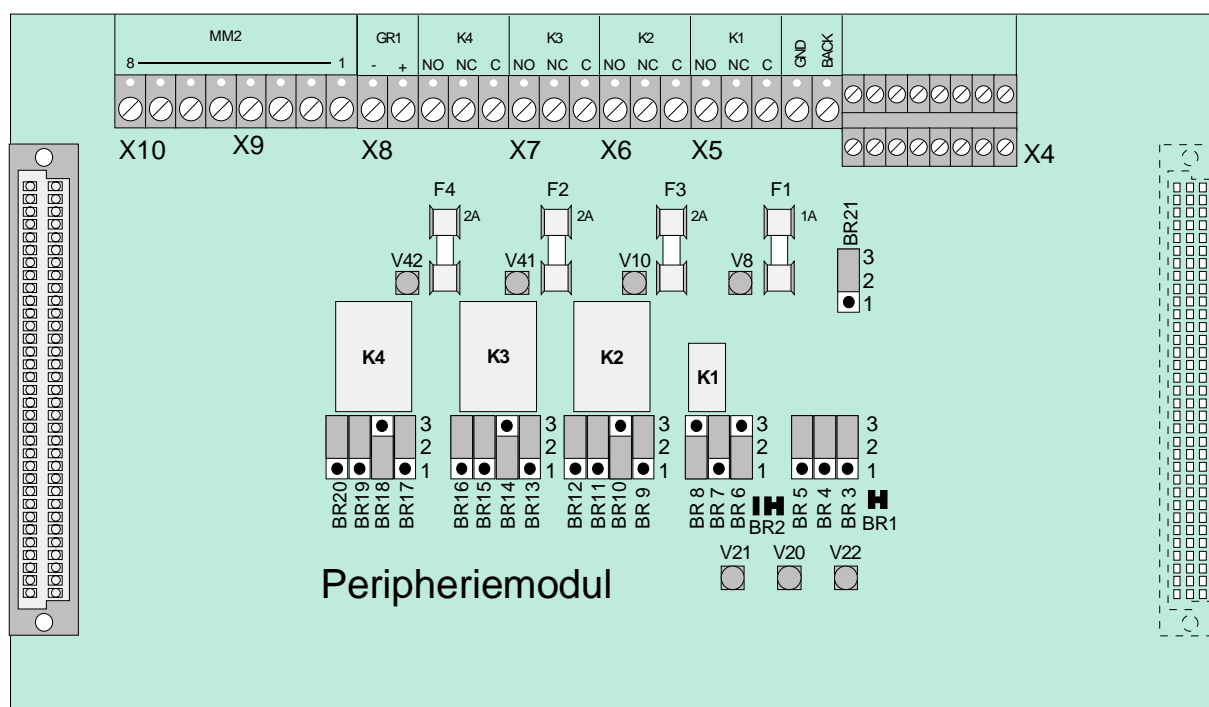 MM2 GR1 K4 K3 K2 K1 GND BACK
8 1 - + NO NC C NO NC C NO NC C NO NC C
X10 X9 X8 X7 X6 X5 X4
F4 F2 F3 F1
2A 2A 2A 1A BR21
V42 V41 V10 V8 3
2
1
K4 K3 K2 K1
3 3 3 3 3
2 2 2 2 2
1 1 1 1 1
BR20 BR19 BR18 BR17 BR16 BR15 BR14 BR13 BR12 BR11 BR10 BR 9 BR 8 BR 7 BR 6 BR2 BR 5 BR 4 BR 3 BR1
V21 V20 V22
Peripheriemodul